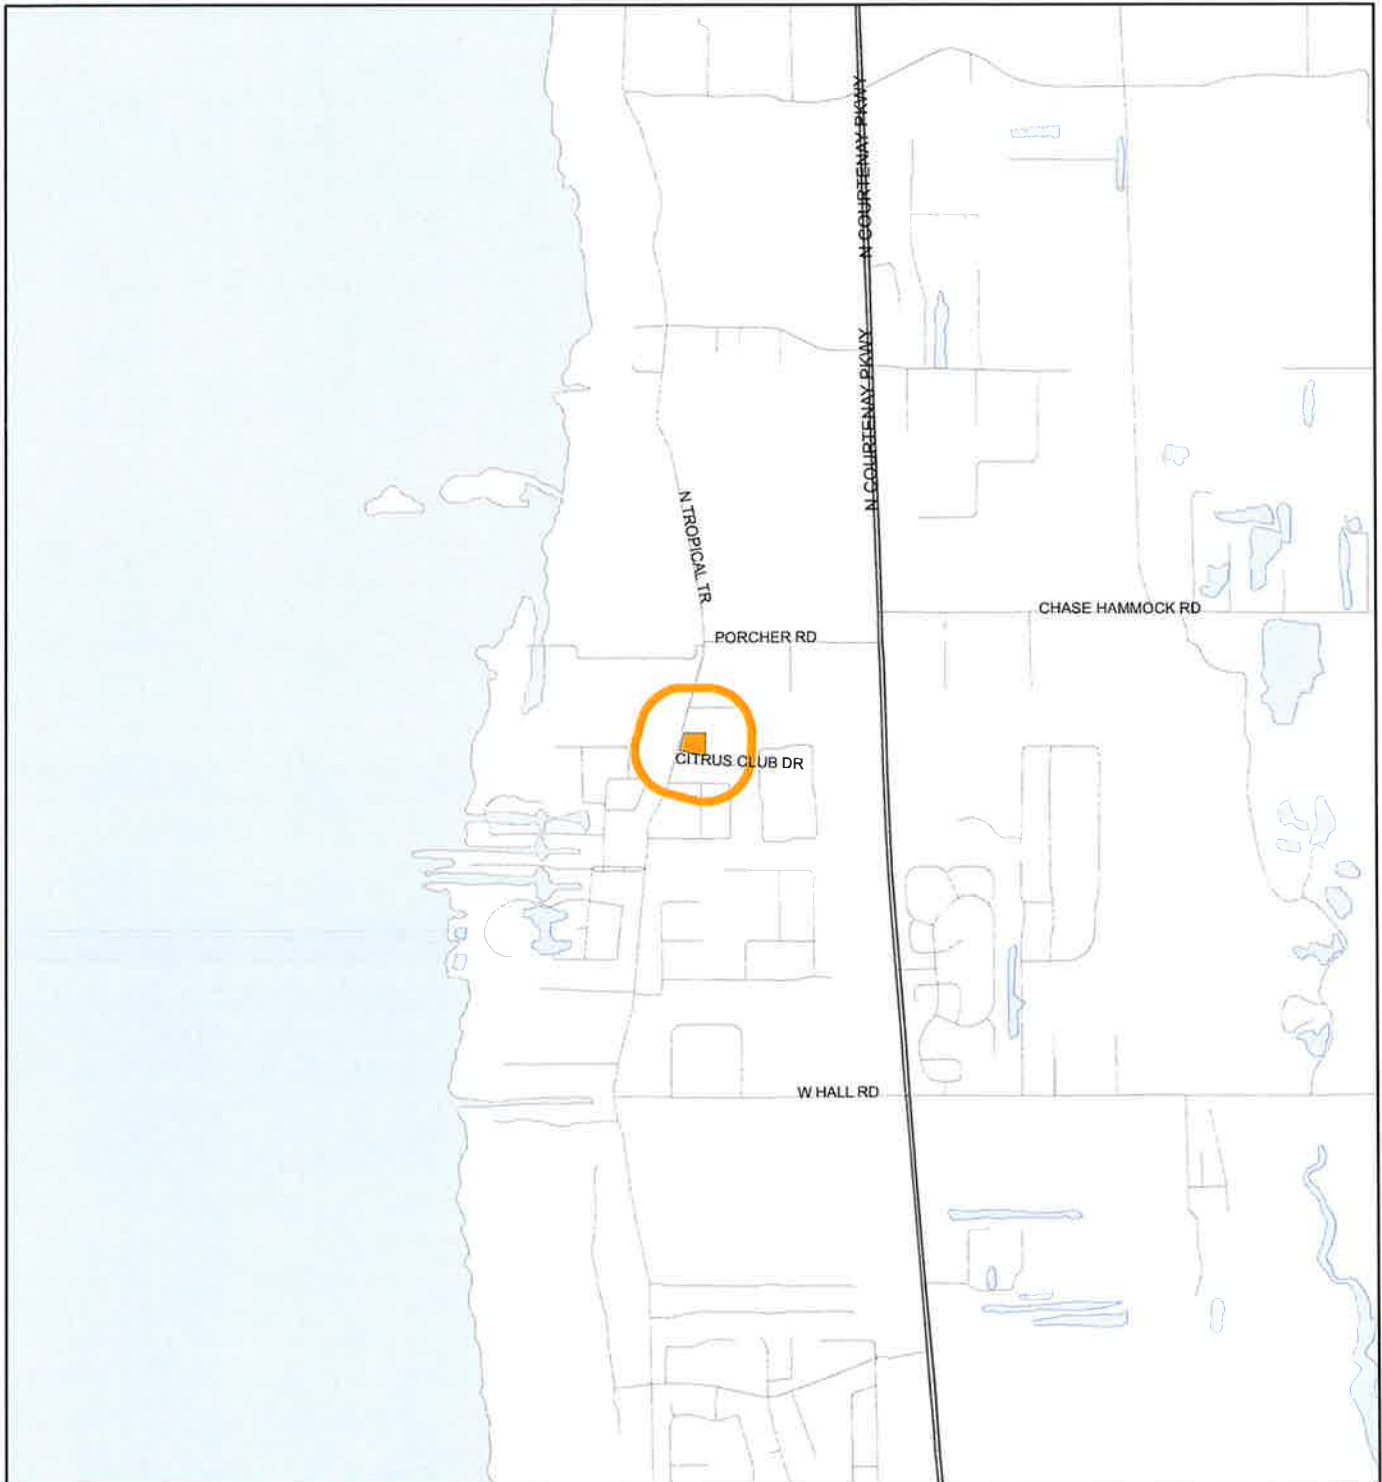 N COURTENAY PKWY
N COURTENAY PKWY
N TROPICAL TR
CHASE HAMMOCK RD
PORCHER RD
CITRUS CLUB DR
W HALL RD